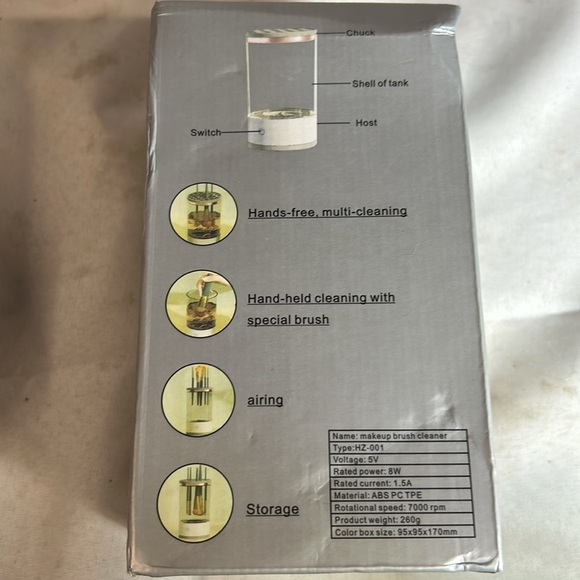 Chuck
Shell of tank
Host
Switch
Hands-free, multi-cleaning
Hand-held cleaning with
special brush
airing
Storage
Name: makeup brush cleaner
Type:HZ-001
Voltage: 5V
Rated power: 8W
Rated current: 1.5A
Material: ABS PC TPE
Rotational speed: 7000 rpm
Product weight: 260g
Color box size: 95x95x170mm